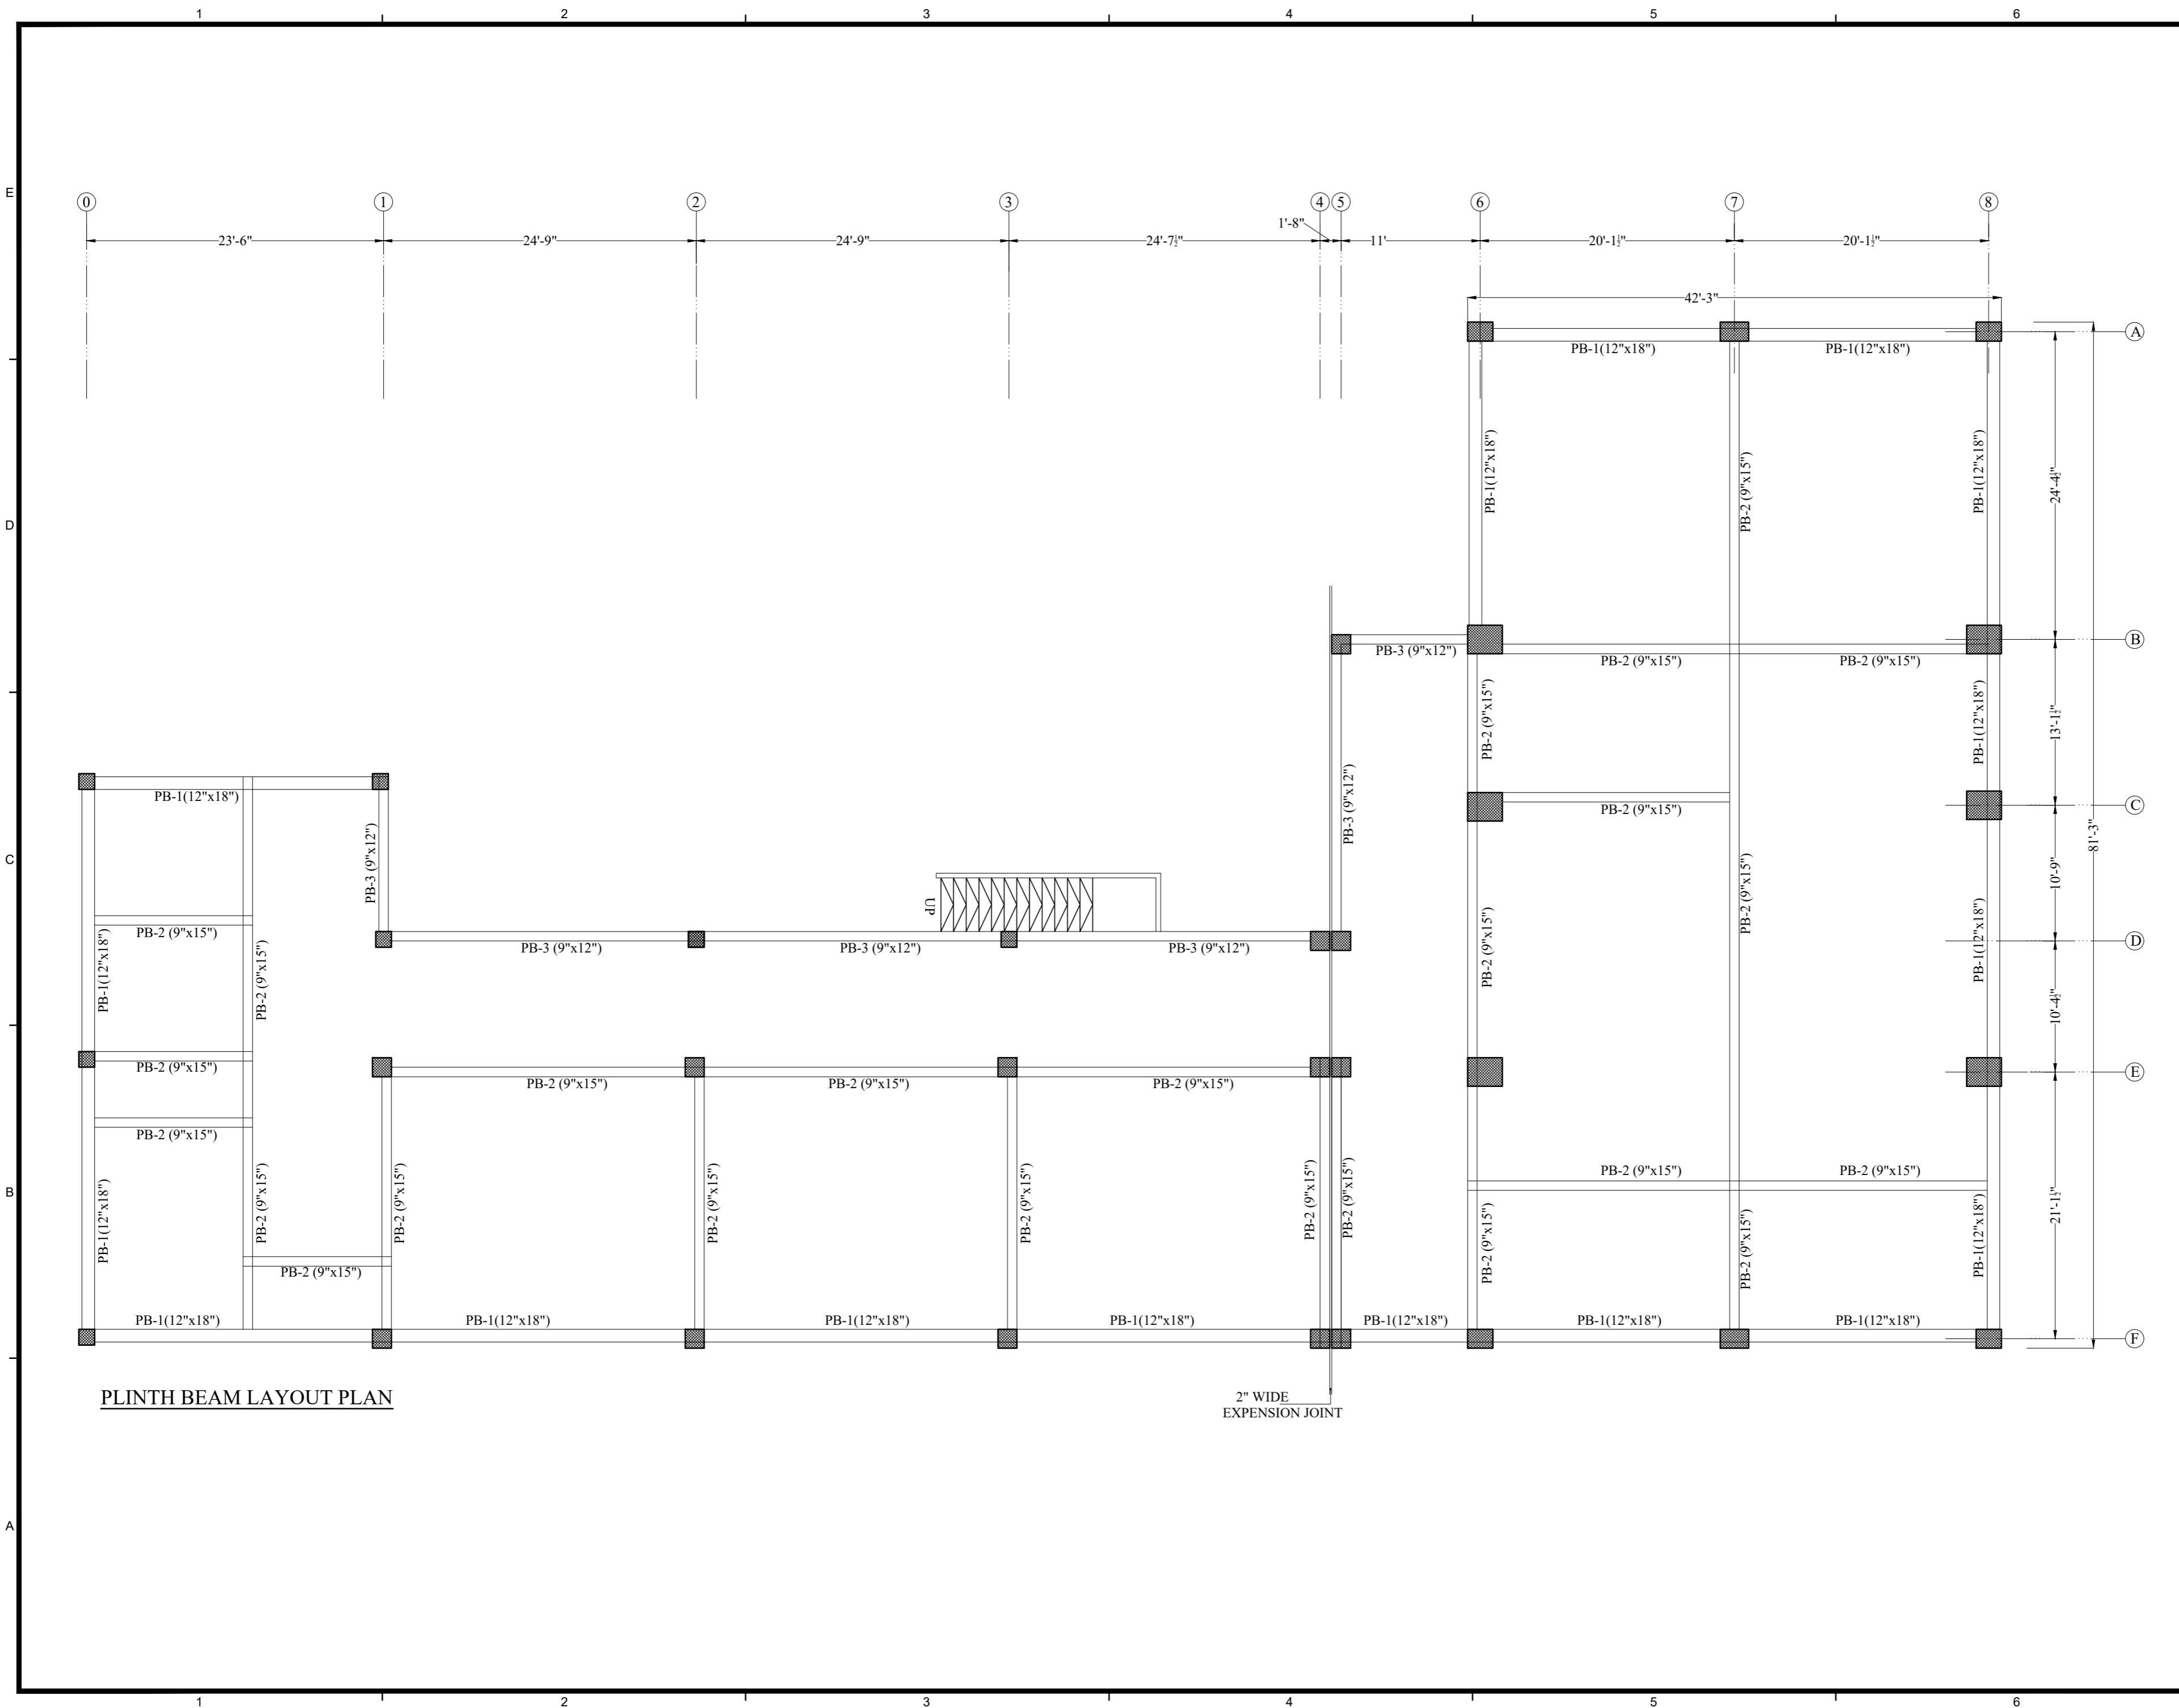 1 2 3 4 5 6
E
0 1 2 3 4 5 6 7 8
1'-8"
23'-6" 24'-9" 24'-9" 24'-7½" 11' 20'-1½" 20'-1½"
42'-3"
A
PB-1(12"x18") PB-1(12"x18")
PB-1(12"x18")
PB-2 (9"x15")
PB-1(12"x18")
24'-4½"
D
B
PB-3 (9"x12")
PB-2 (9"x15") PB-2 (9"x15")
PB-2 (9"x15")
PB-1(12"x18")
13'-1½"
PB-1(12"x18")
PB-3 (9"x12")
PB-3 (9"x12")
PB-2 (9"x15")
C
81'-3"
C
PB-2 (9"x15")
10'-9"
UP
PB-2 (9"x15")
PB-1(12"x18")
PB-2 (9"x15")
PB-3 (9"x12") PB-3 (9"x12") PB-3 (9"x12")
PB-2 (9"x15")
PB-1(12"x18")
D
10'-4½"
PB-2 (9"x15")
PB-2 (9"x15") PB-2 (9"x15") PB-2 (9"x15")
E
PB-2 (9"x15")
PB-2 (9"x15") PB-2 (9"x15")
B
PB-1(12"x18")
PB-2 (9"x15")
PB-2 (9"x15")
PB-2 (9"x15")
PB-2 (9"x15")
PB-2 (9"x15")
PB-2 (9"x15")
PB-2 (9"x15")
PB-2 (9"x15")
PB-1(12"x18")
21'-1½"
PB-2 (9"x15")
PB-1(12"x18") PB-1(12"x18") PB-1(12"x18") PB-1(12"x18") PB-1(12"x18") PB-1(12"x18") PB-1(12"x18")
F
PLINTH BEAM LAYOUT PLAN
2" WIDE
EXPENSION JOINT
A
1 2 3 4 5 6